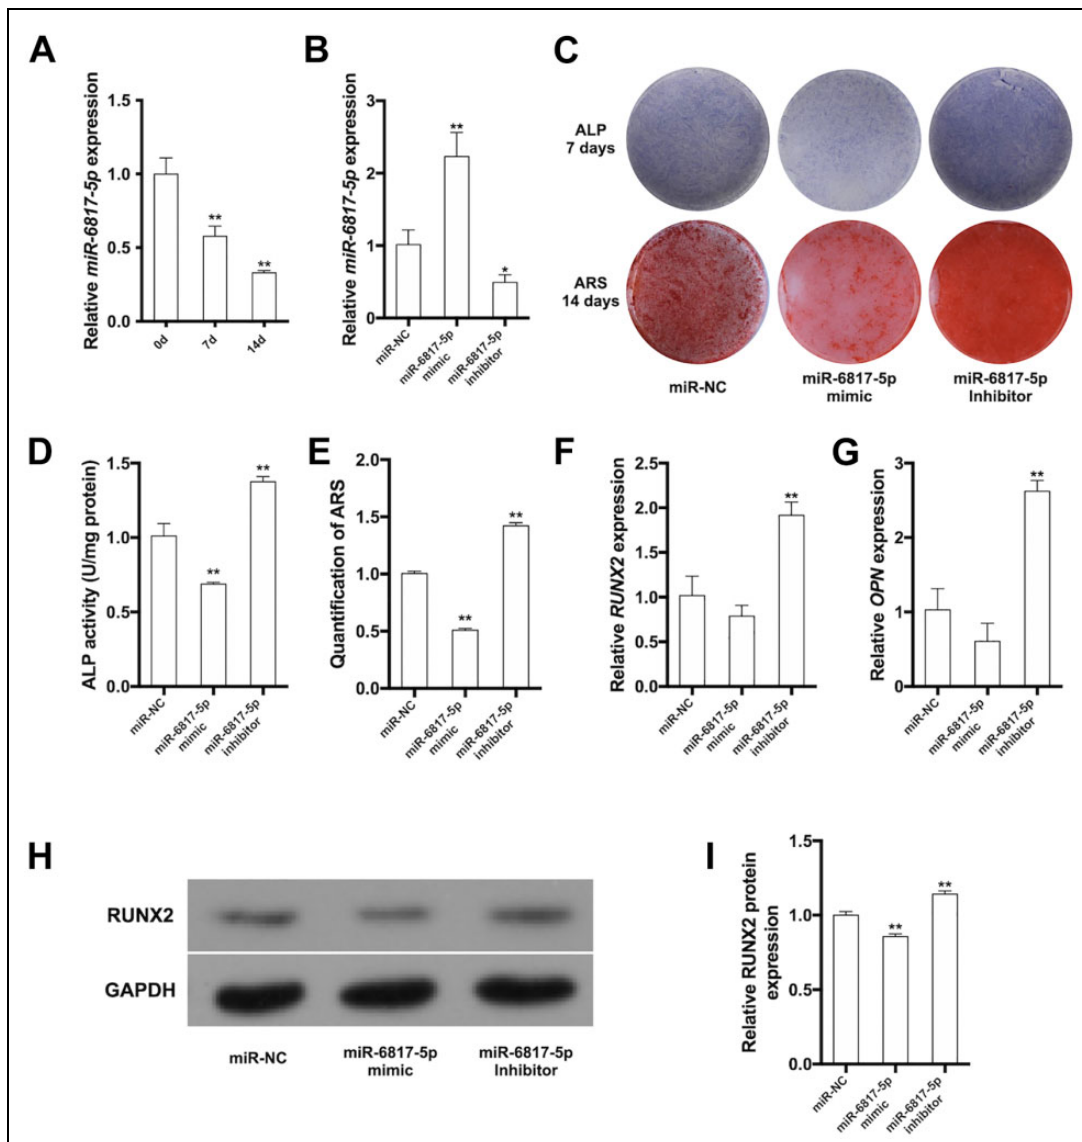 A
Relative miR-6817-5p expression
1.5
1.0
0.5
0.0
**
**
0d
7d
14d
B
Relative miR-6817-5p expression
3
2
1
0
**
*
miR-NC
miR-6817-5p
mimic
miR-6817-5p
inhibitor
C
ALP
7 days
ARS
14 days
miR-NC
miR-6817-5p
mimic
miR-6817-5p
Inhibitor
D
ALP activity (U/mg protein)
1.5
1.0
0.5
0.0
**
**
miR-NC
miR-6817-5p
mimic
miR-6817-5p
inhibitor
E
Quantification of ARS
2.0
1.5
1.0
0.5
0.0
**
**
miR-NC
miR-6817-5p
mimic
miR-6817-5p
inhibitor
F
Relative RUNX2 expression
2.5
2.0
1.5
1.0
0.5
0.0
**
miR-NC
miR-6817-5p
mimic
miR-6817-5p
inhibitor
G
Relative OPN expression
3
2
1
0
**
miR-NC
miR-6817-5p
mimic
miR-6817-5p
inhibitor
H
RUNX2
GAPDH
miR-NC
miR-6817-5p
mimic
miR-6817-5p
Inhibitor
I
Relative RUNX2 protein
expression
1.5
1.0
0.5
0.0
**
**
miR-NC
miR-6817-5p
mimic
miR-6817-5p
inhibitor